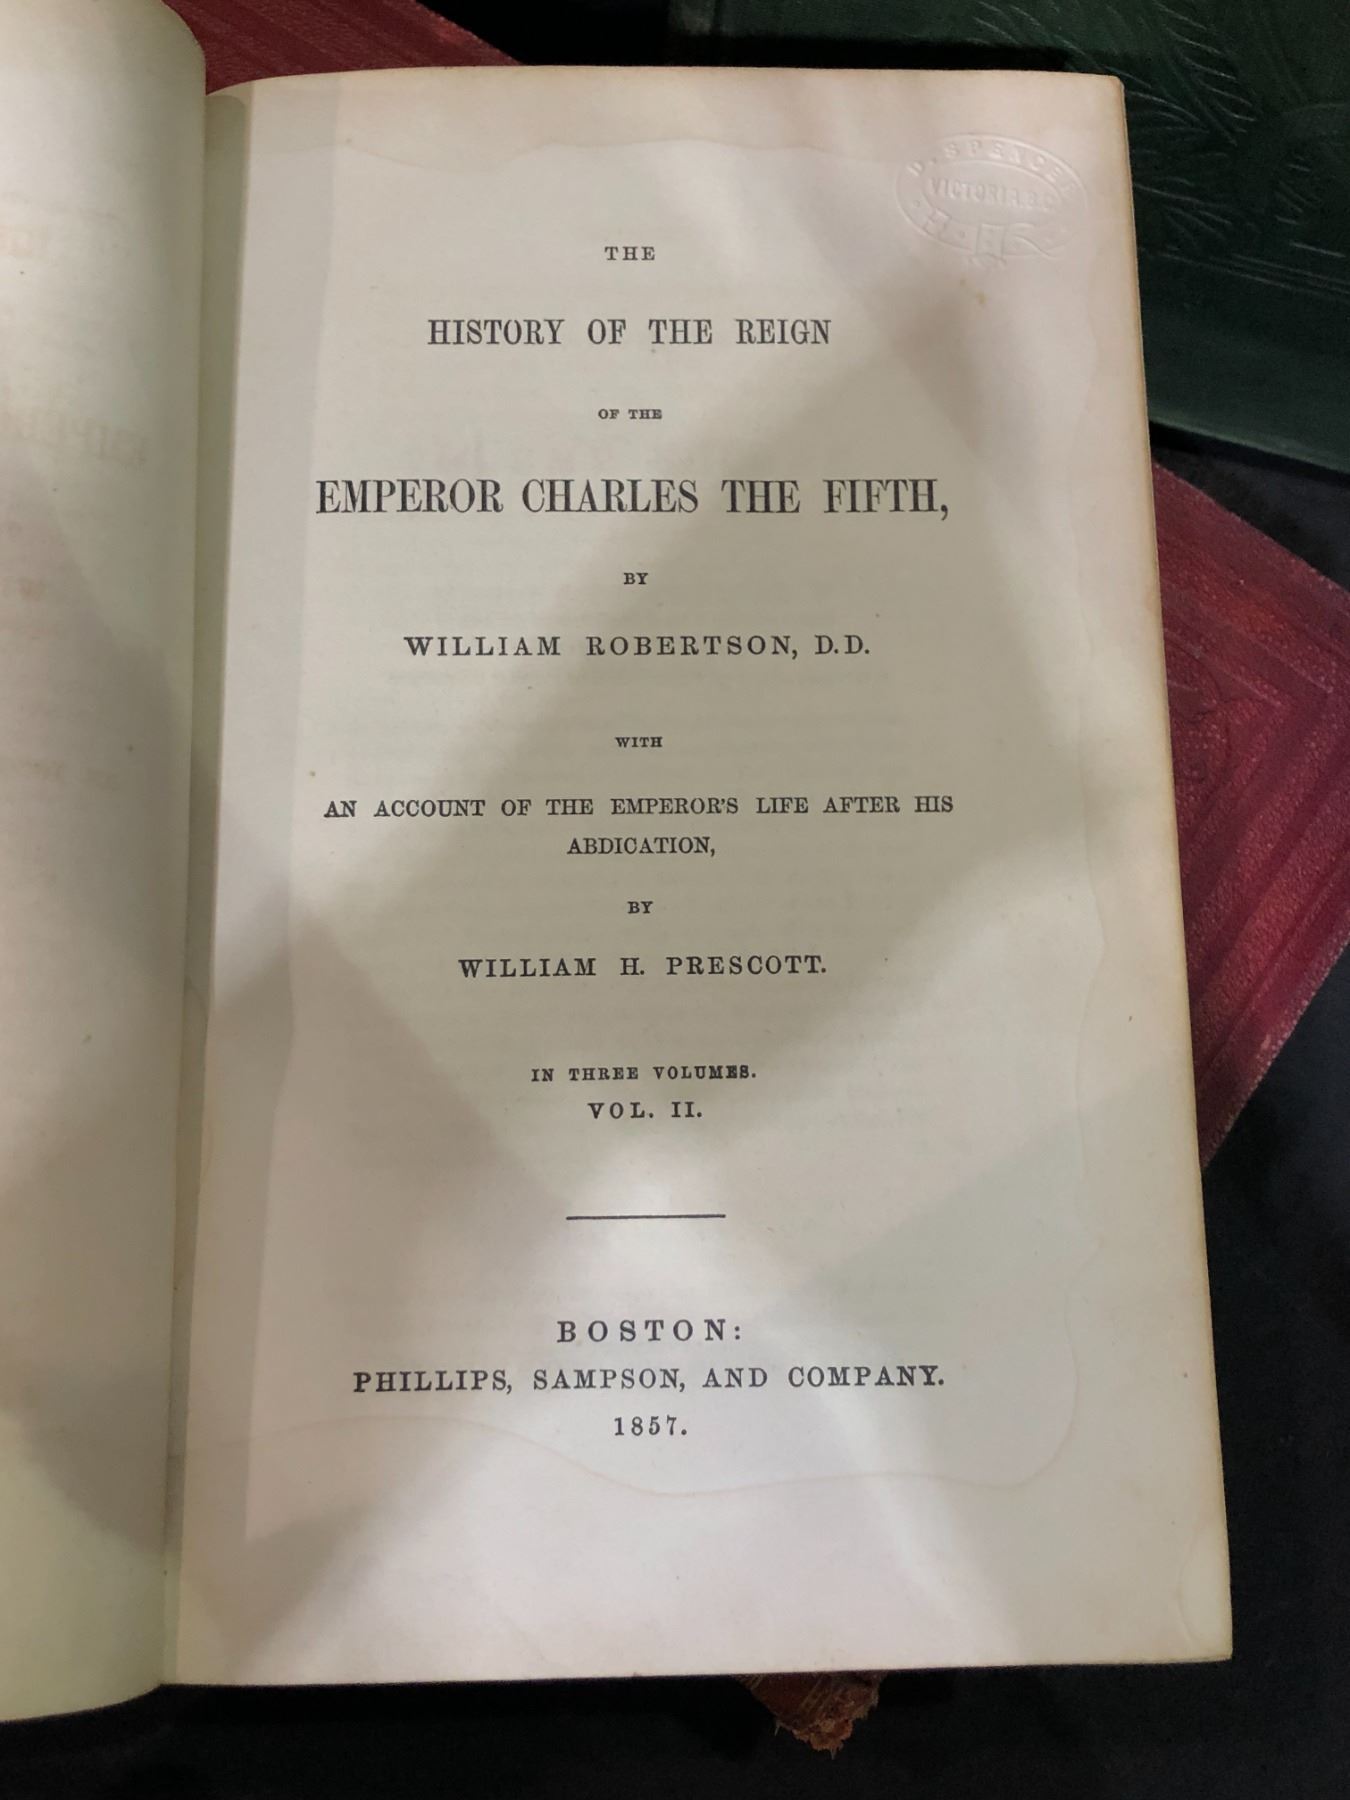 D. SPENCER
VICTORIA B.C.
THE
HISTORY OF THE REIGN
OF THE
EMPEROR CHARLES THE FIFTH,
BY
WILLIAM ROBERTSON, D.D.
WITH
AN ACCOUNT OF THE EMPEROR'S LIFE AFTER HIS
ABDICATION,
BY
WILLIAM H. PRESCOTT.
IN THREE VOLUMES.
VOL. II.
BOSTON:
PHILLIPS, SAMPSON, AND COMPANY.
1857.